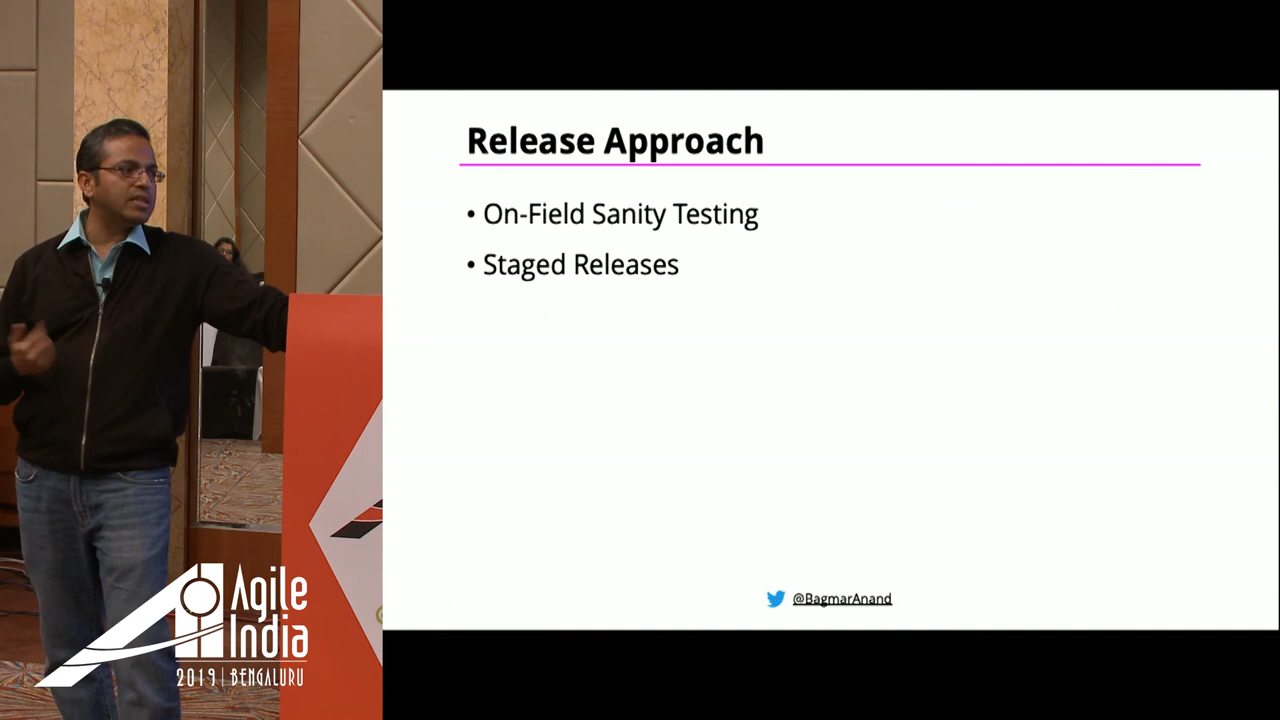 Release Approach
• On-Field Sanity Testing
• Staged Releases
@BagmarAnand
Agile
India
2019 | BENGALURU